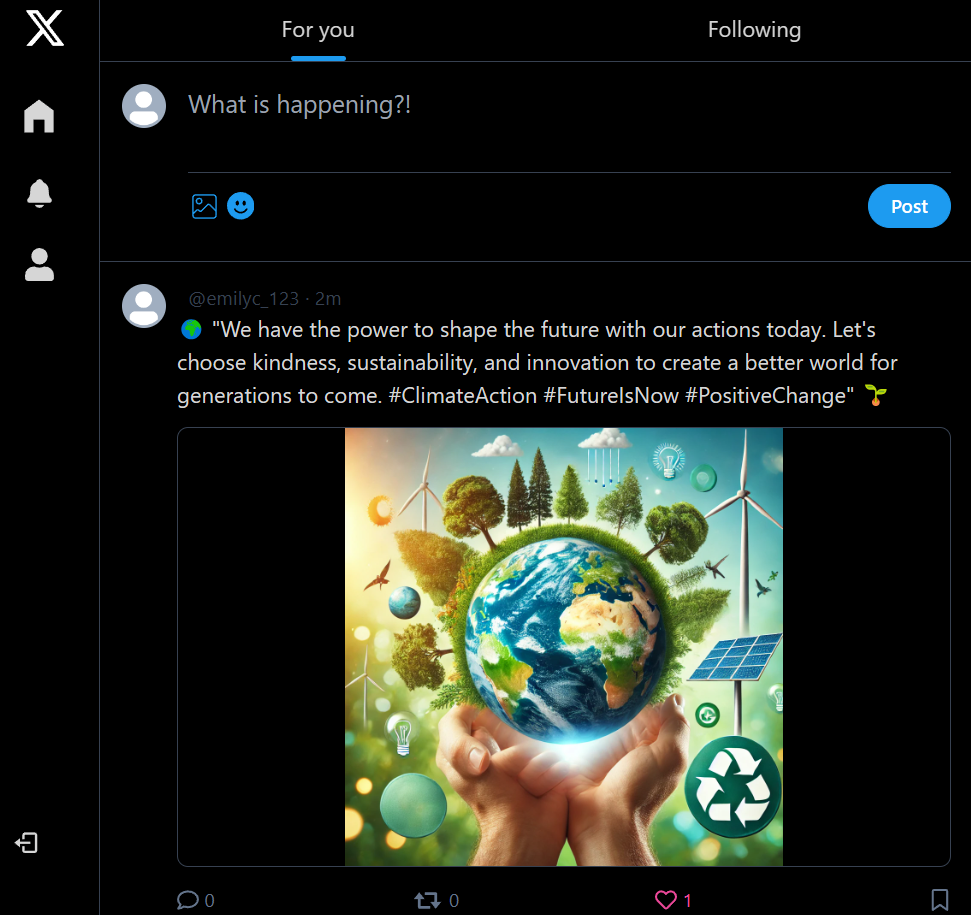 For you
Following
What is happening?!
Post
@emilyc_123 · 2m
🌍 "We have the power to shape the future with our actions today. Let's
choose kindness, sustainability, and innovation to create a better world for
generations to come. #ClimateAction #FutureIsNow #PositiveChange" 🌱
0
0
1